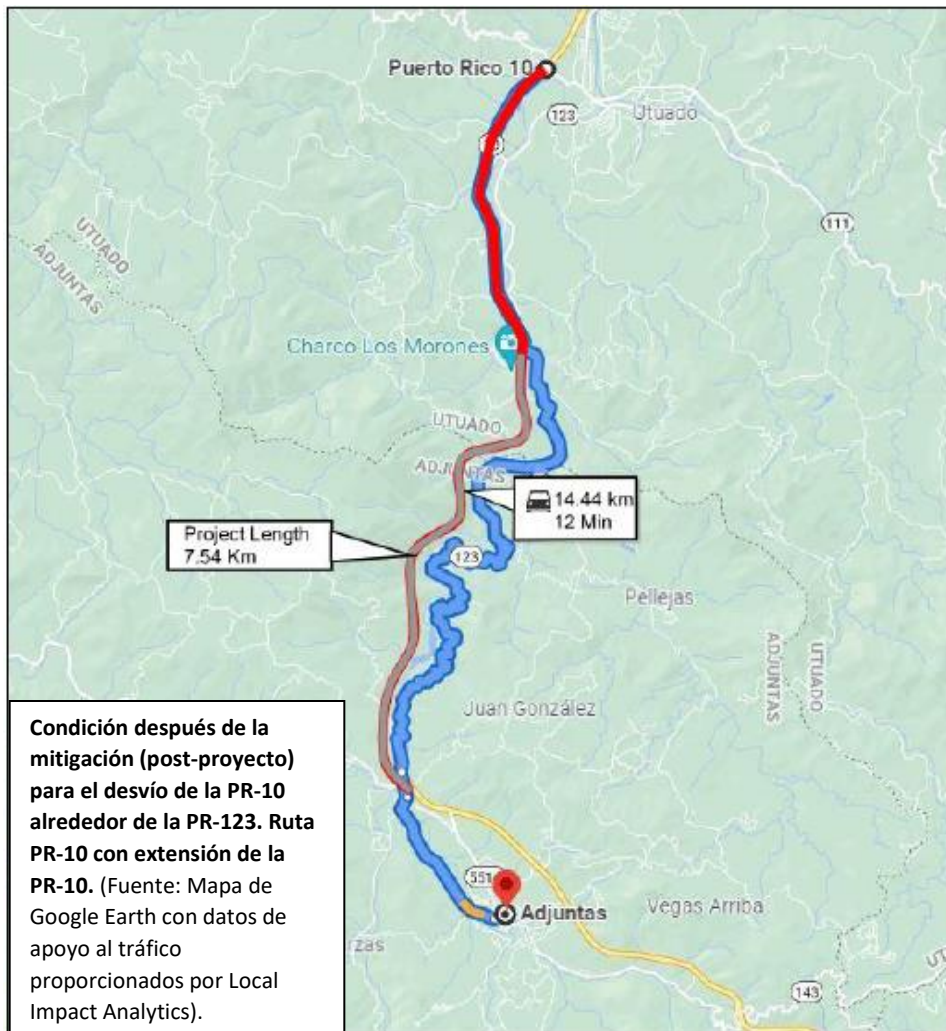 Puerto Rico 10
123
Utuado
111
UTUADO
ADJUNTAS
Charco Los Morones
UTUADO
ADJUNTAS
14.44 km
12 Min
Project Length
7.54 Km
123
Pellejas
ADJUNTAS
UTUADO
Juan González
Condición después de la
mitigación (post-proyecto)
para el desvío de la PR-10
alrededor de la PR-123. Ruta
PR-10 con extensión de la
PR-10. (Fuente: Mapa de
Google Earth con datos de
apoyo al tráfico
proporcionados por Local
Impact Analytics).
551
Adjuntas
Vegas Arriba
rzas
143